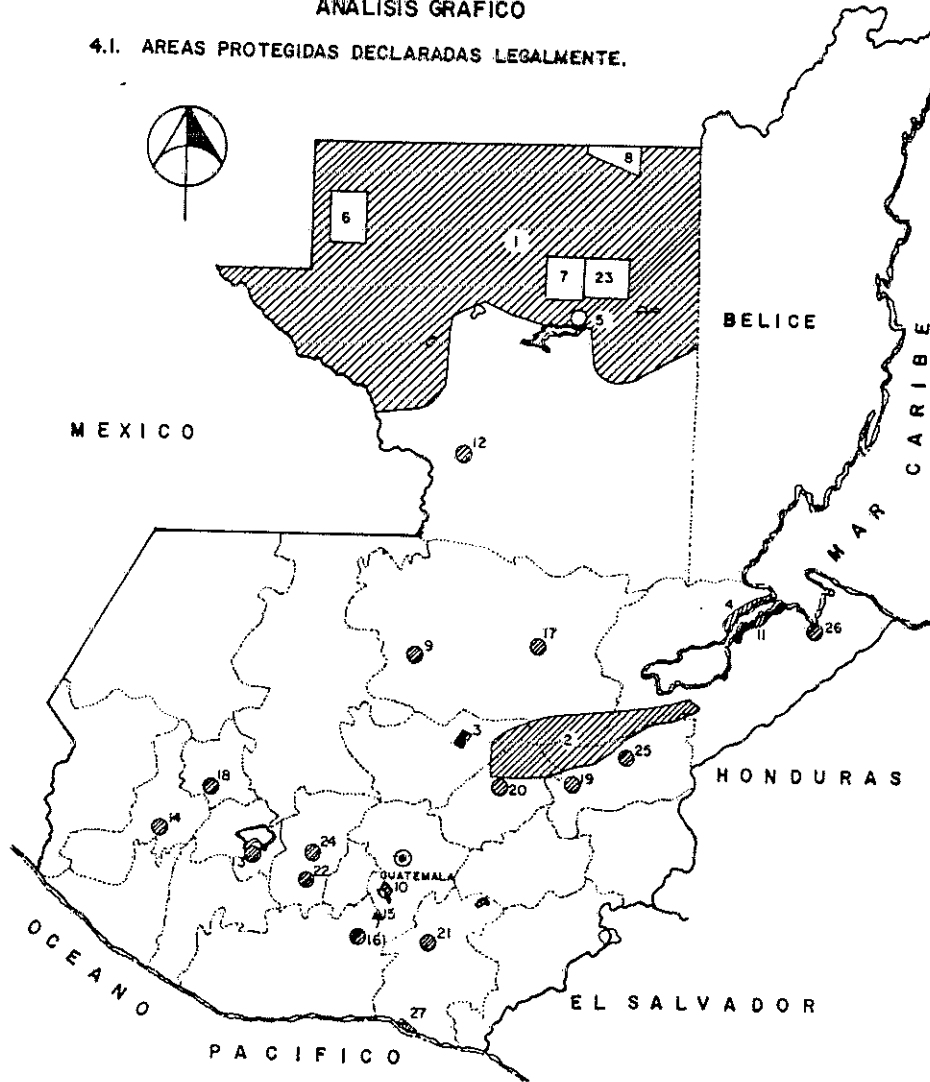 ANALISIS GRAFICO
4.1. AREAS PROTEGIDAS DECLARADAS LEGALMENTE.
8
6
1
7
23
5
BELICE
MEXICO
12
MAR CARIBE
4
11
26
9
17
3
2
25
18
20
19
HONDURAS
14
24
22
GUATEMALA
10
15
16
21
OCEANO
PACIFICO
27
EL SALVADOR